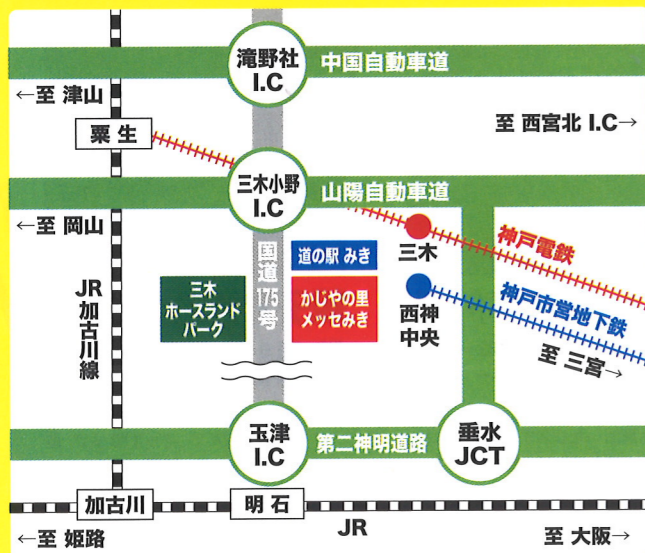 滝野社
I.C
中国自動車道
←至 津山
至 西宮北 I.C→
粟生
三木小野
I.C
山陽自動車道
←至 岡山
神戸電鉄
三木
国道175号
道の駅 みき
三木
ホースランド
パーク
かじやの里
メッセみき
JR加古川線
西神
中央
神戸市営地下鉄
至 三宮→
玉津
I.C
第二神明道路
垂水
JCT
加古川
明石
JR
←至 姫路
至 大阪→